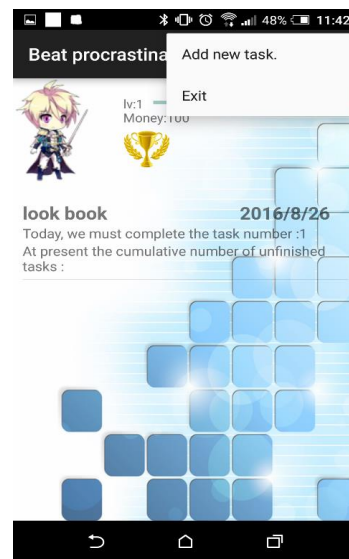 48% 11:42
Beat procrastina
Add new task.
Exit
lv:1
Money:100
look book 2016/8/26
Today, we must complete the task number :1
At present the cumulative number of unfinished
tasks :